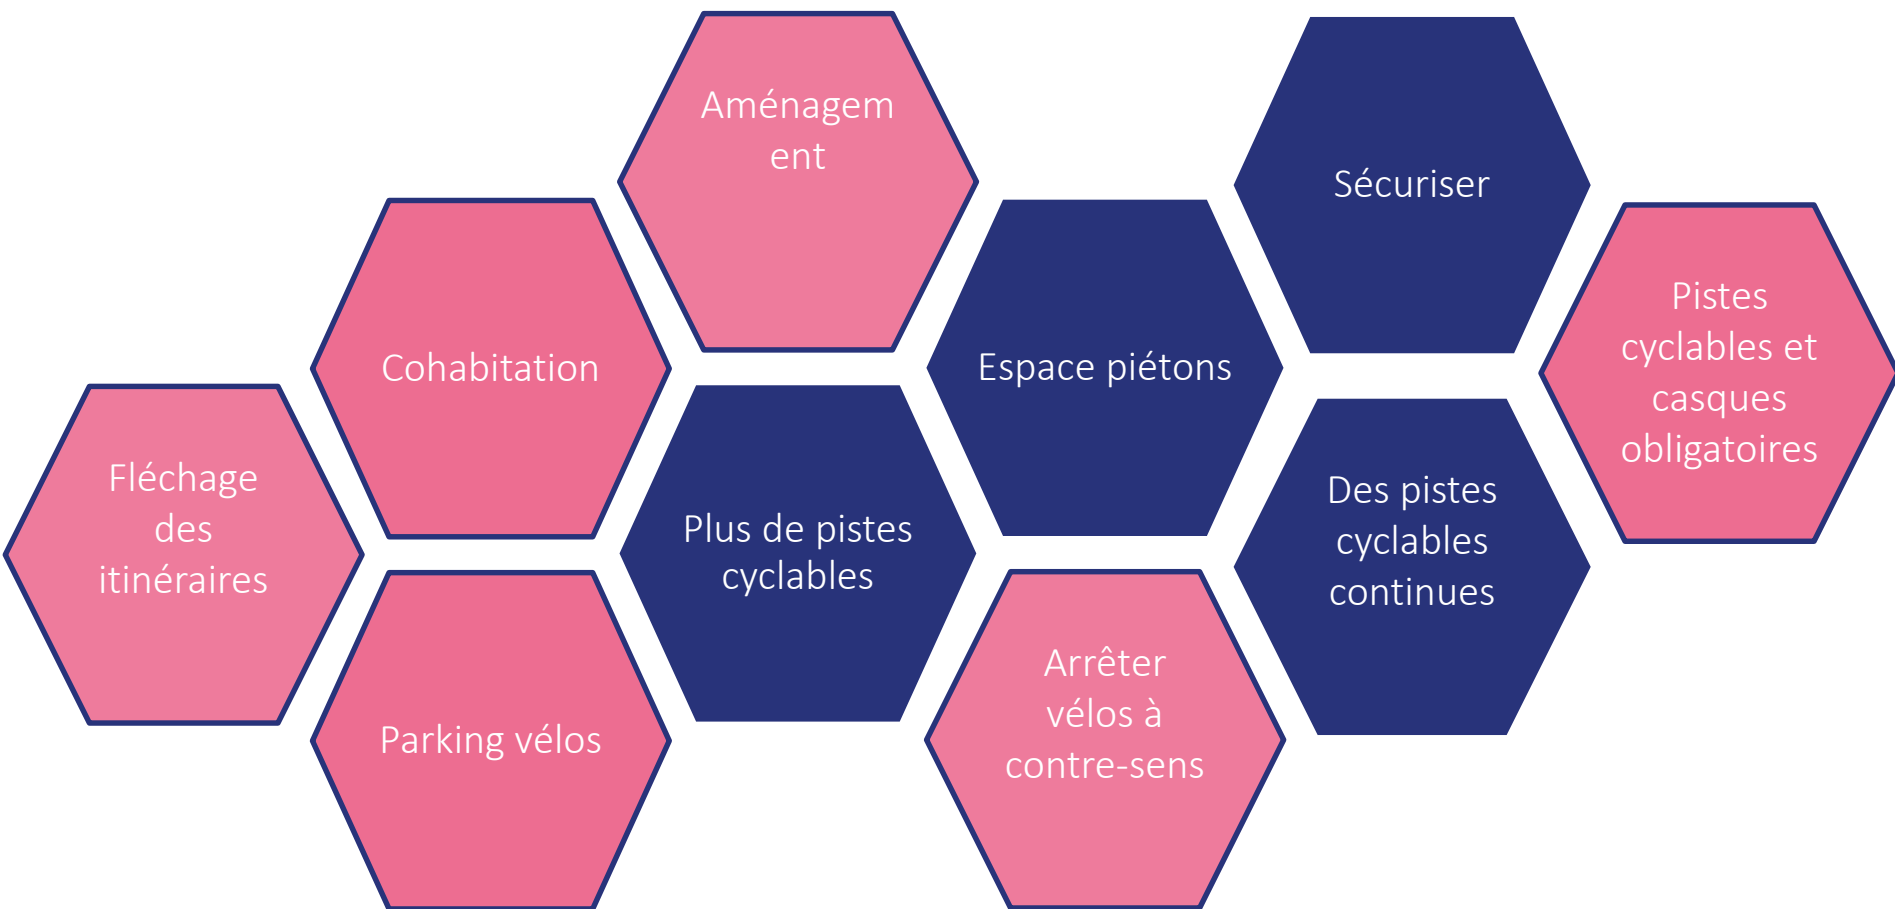 Aménagem
ent
Sécuriser
Cohabitation
Espace piétons
Pistes
cyclables et
casques
obligatoires
Fléchage
des
itinéraires
Plus de pistes
cyclables
Des pistes
cyclables
continues
Parking vélos
Arrêter
vélos à
contre-sens